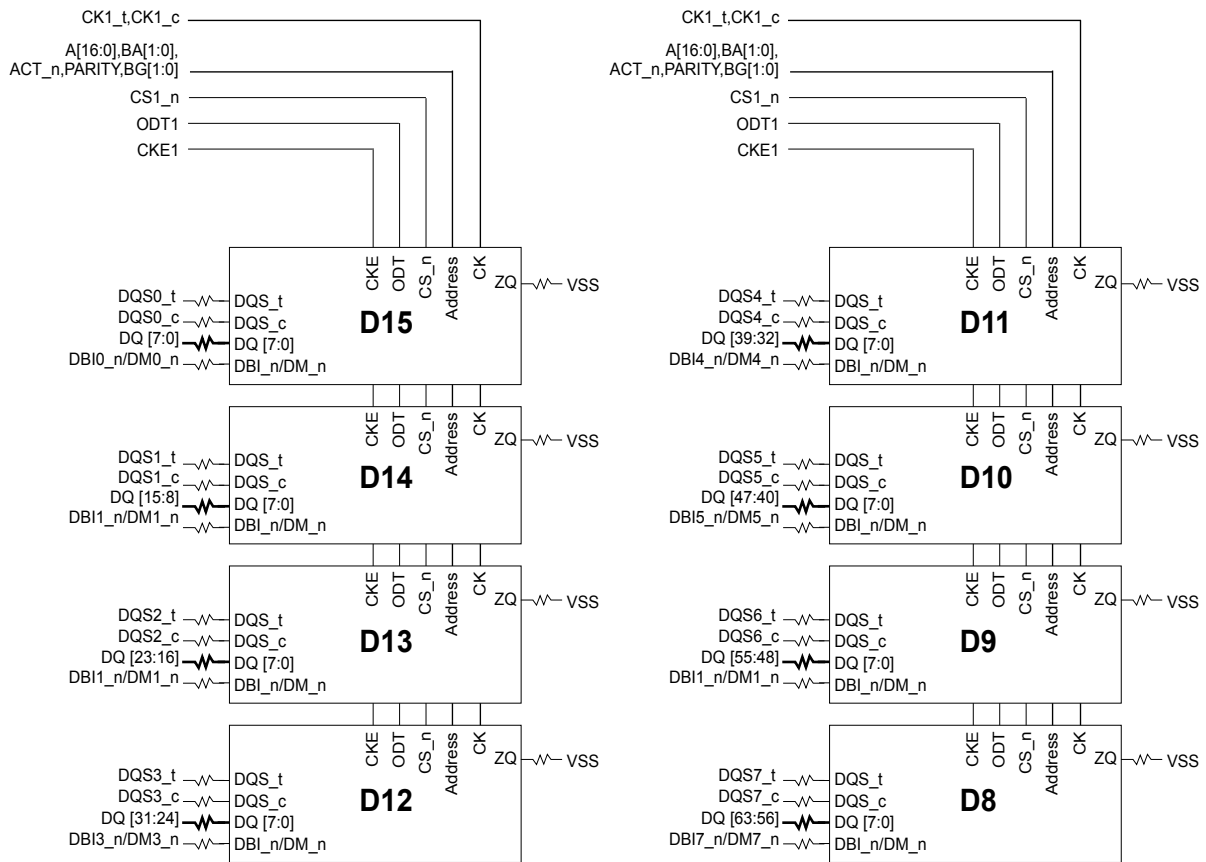 CK1_t,CK1_c
A[16:0],BA[1:0],
ACT_n,PARITY,BG[1:0]
CS1_n
ODT1
CKE1
CKE
ODT
CS_n
Address
CK
ZQ
VSS
DQS0_t
DQS0_c
DQ [7:0]
DBI0_n/DM0_n
DQS_t
DQS_c
DQ [7:0]
DBI_n/DM_n
D15
CKE
ODT
CS_n
Address
CK
ZQ
VSS
DQS1_t
DQS1_c
DQ [15:8]
DBI1_n/DM1_n
DQS_t
DQS_c
DQ [7:0]
DBI_n/DM_n
D14
CKE
ODT
CS_n
Address
CK
ZQ
VSS
DQS2_t
DQS2_c
DQ [23:16]
DBI1_n/DM1_n
DQS_t
DQS_c
DQ [7:0]
DBI_n/DM_n
D13
CKE
ODT
CS_n
Address
CK
ZQ
VSS
DQS3_t
DQS3_c
DQ [31:24]
DBI3_n/DM3_n
DQS_t
DQS_c
DQ [7:0]
DBI_n/DM_n
D12
CK1_t,CK1_c
A[16:0],BA[1:0],
ACT_n,PARITY,BG[1:0]
CS1_n
ODT1
CKE1
CKE
ODT
CS_n
Address
CK
ZQ
VSS
DQS4_t
DQS4_c
DQ [39:32]
DBI4_n/DM4_n
DQS_t
DQS_c
DQ [7:0]
DBI_n/DM_n
D11
CKE
ODT
CS_n
Address
CK
ZQ
VSS
DQS5_t
DQS5_c
DQ [47:40]
DBI5_n/DM5_n
DQS_t
DQS_c
DQ [7:0]
DBI_n/DM_n
D10
CKE
ODT
CS_n
Address
CK
ZQ
VSS
DQS6_t
DQS6_c
DQ [55:48]
DBI1_n/DM1_n
DQS_t
DQS_c
DQ [7:0]
DBI_n/DM_n
D9
CKE
ODT
CS_n
Address
CK
ZQ
VSS
DQS7_t
DQS7_c
DQ [63:56]
DBI7_n/DM7_n
DQS_t
DQS_c
DQ [7:0]
DBI_n/DM_n
D8